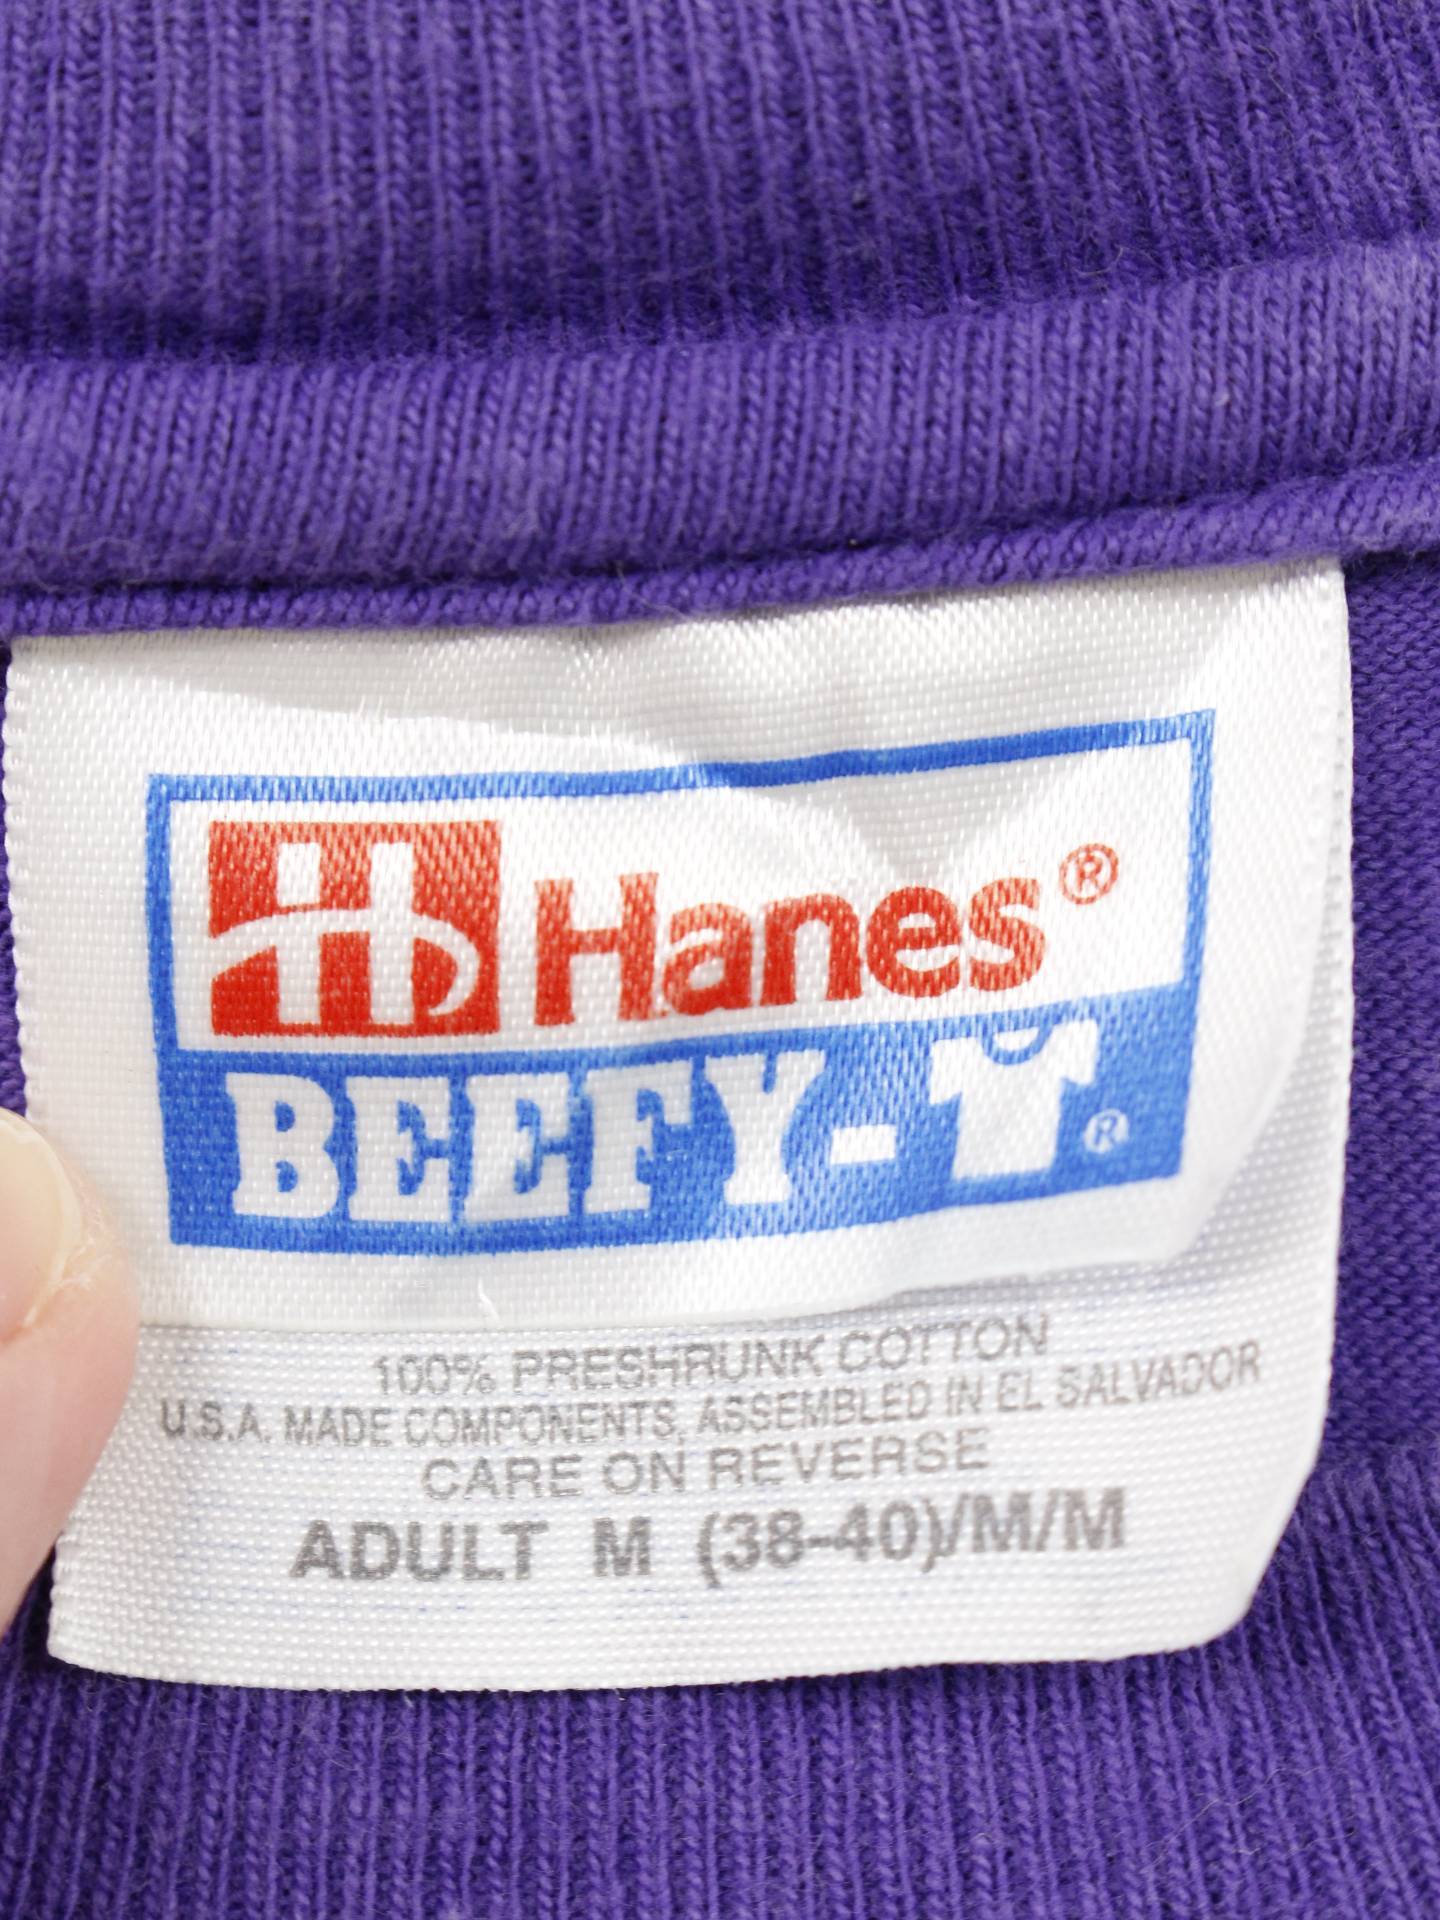 Hanes®
BEEFY-T®
100% PRESHRUNK COTTON
U.S.A. MADE COMPONENTS, ASSEMBLED IN EL SALVADOR
CARE ON REVERSE
ADULT M (38-40)/M/M